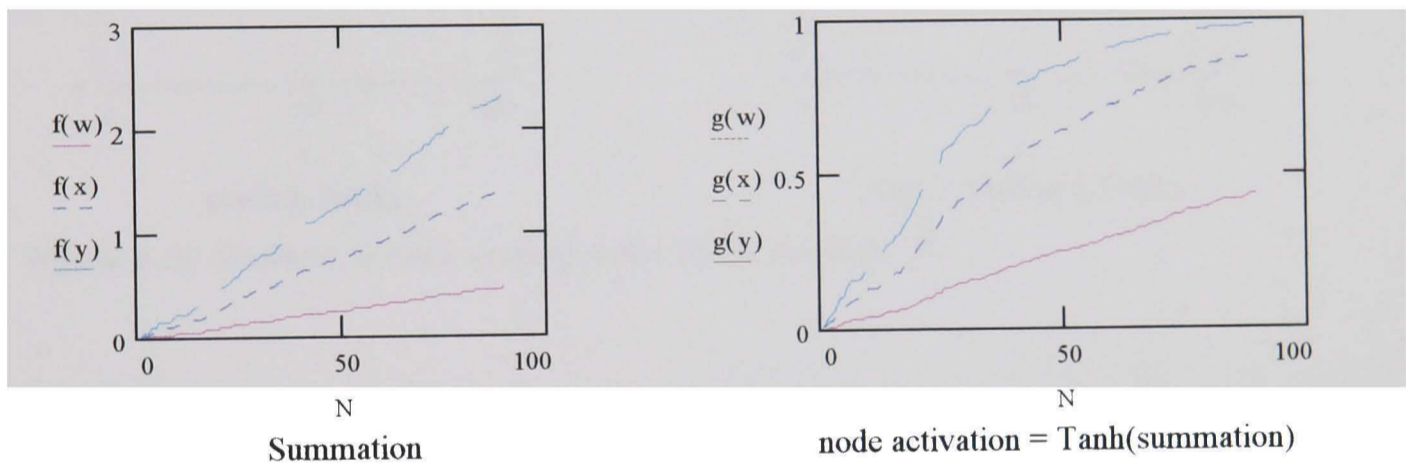 3
f(w) 2
f(x)
1
f(y)
0
0 50 100
N
Summation
1
g(w)
g(x) 0.5
g(y)
0
0 50 100
N
node activation = Tanh(summation)